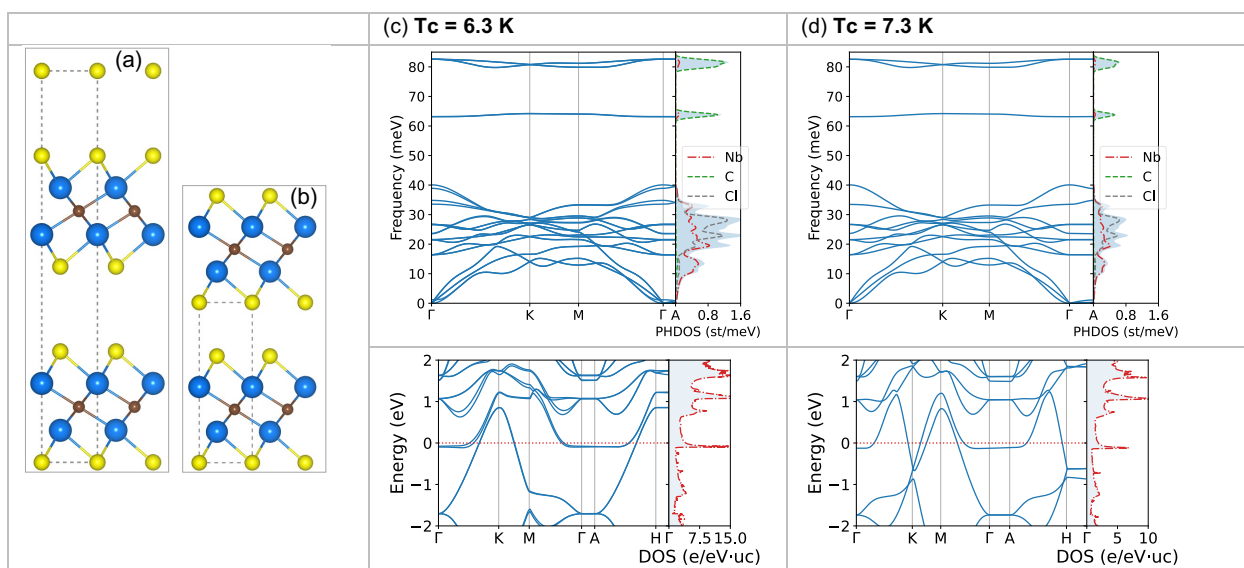 (a)
(b)
(c) Tc = 6.3 K
80
70
60
50
40
30
20
10
0
Frequency (meV)
Γ K M Γ A
0.8 1.6
PHDOS (st/meV)
Nb
C
Cl
2
1
0
−1
−2
Energy (eV)
Γ K M Γ A H Γ
7.5 15.0
DOS (e/eV·uc)
(d) Tc = 7.3 K
80
70
60
50
40
30
20
10
0
Frequency (meV)
Γ K M Γ A
0.8 1.6
PHDOS (st/meV)
Nb
C
Cl
2
1
0
−1
−2
Energy (eV)
Γ K M Γ A H Γ
5 10
DOS (e/eV·uc)